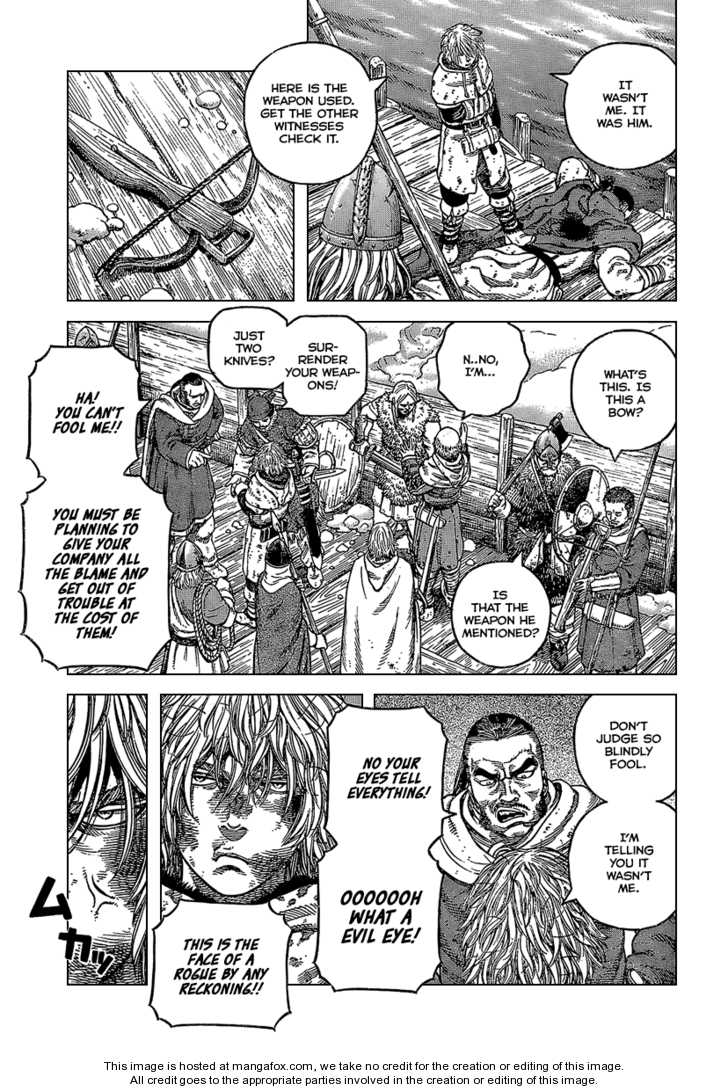 IT
WASN'T
ME. IT
WAS HIM.
HERE IS THE
WEAPON USED.
GET THE OTHER
WITNESSES
CHECK IT.
WHAT'S
THIS. IS
THIS A
BOW?
N..NO,
I'M...
IS
THAT THE
WEAPON HE
MENTIONED?
SUR-
RENDER
YOUR WEAP-
ONS!
JUST
TWO
KNIVES?
HA!
YOU CAN'T
FOOL ME!!
YOU MUST BE
PLANNING TO
GIVE YOUR
COMPANY ALL
THE BLAME AND
GET OUT OF
TROUBLE AT
THE COST OF
THEM!
DON'T
JUDGE SO
BLINDLY
FOOL.
I'M
TELLING
YOU IT
WASN'T
ME.
NO YOUR
EYES TELL
EVERYTHING!
OOOOOOH
WHAT A
EVIL EYE!
THIS IS THE
FACE OF A
ROGUE BY ANY
RECKONING!!
ムカッ
This image is hosted at mangafox.com, we take no credit for the creation or editing of this image.
All credit goes to the appropriate parties involved in the creation or editing of this image.